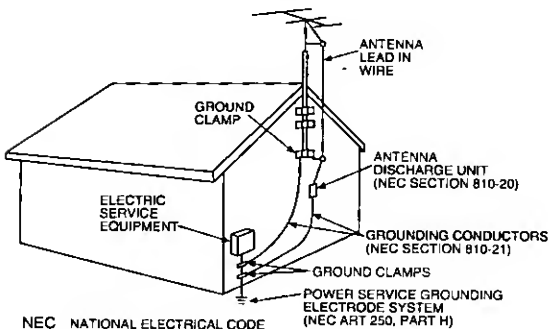 ANTENNA
LEAD IN
WIRE
GROUND
CLAMP
ANTENNA
DISCHARGE UNIT
(NEC SECTION 810-20)
ELECTRIC
SERVICE
EQUIPMENT
GROUNDING CONDUCTORS
(NEC SECTION 810-21)
GROUND CLAMPS
POWER SERVICE GROUNDING
ELECTRODE SYSTEM
(NEC ART 250, PART H)
NEC NATIONAL ELECTRICAL CODE